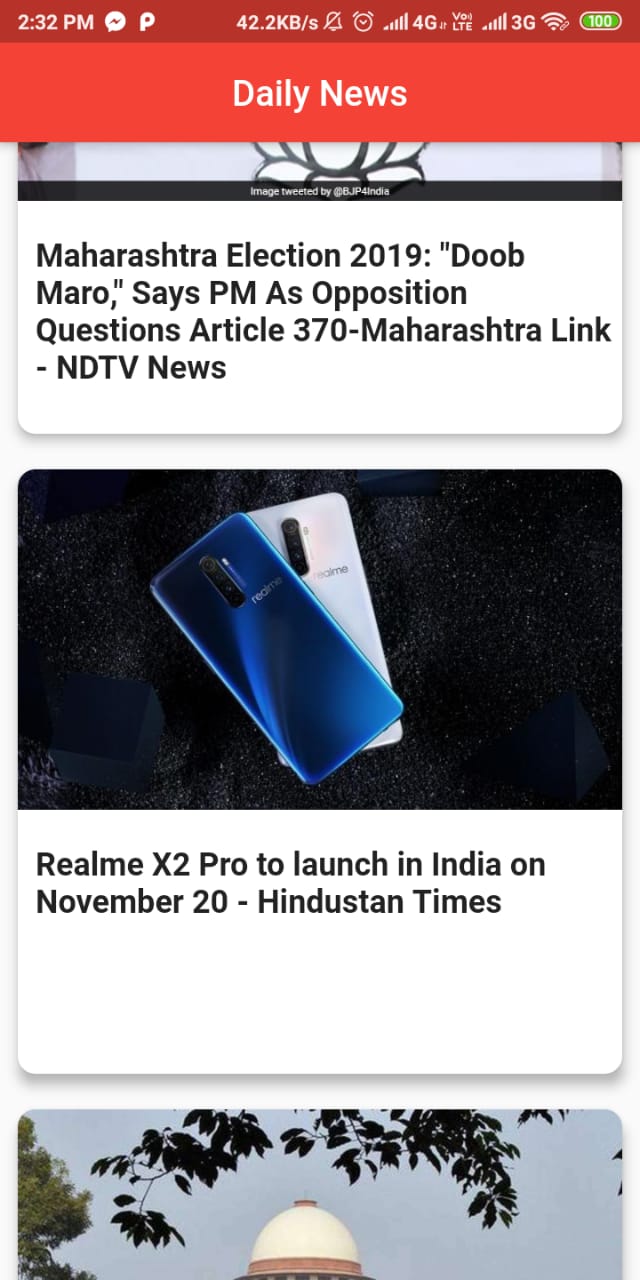 2:32 PM 42.2KB/s 4G Vo) LTE 3G 100
Daily News
Image tweeted by @BJP4India
Maharashtra Election 2019: "Doob
Maro," Says PM As Opposition
Questions Article 370-Maharashtra Link
- NDTV News
realme
realme
Realme X2 Pro to launch in India on
November 20 - Hindustan Times